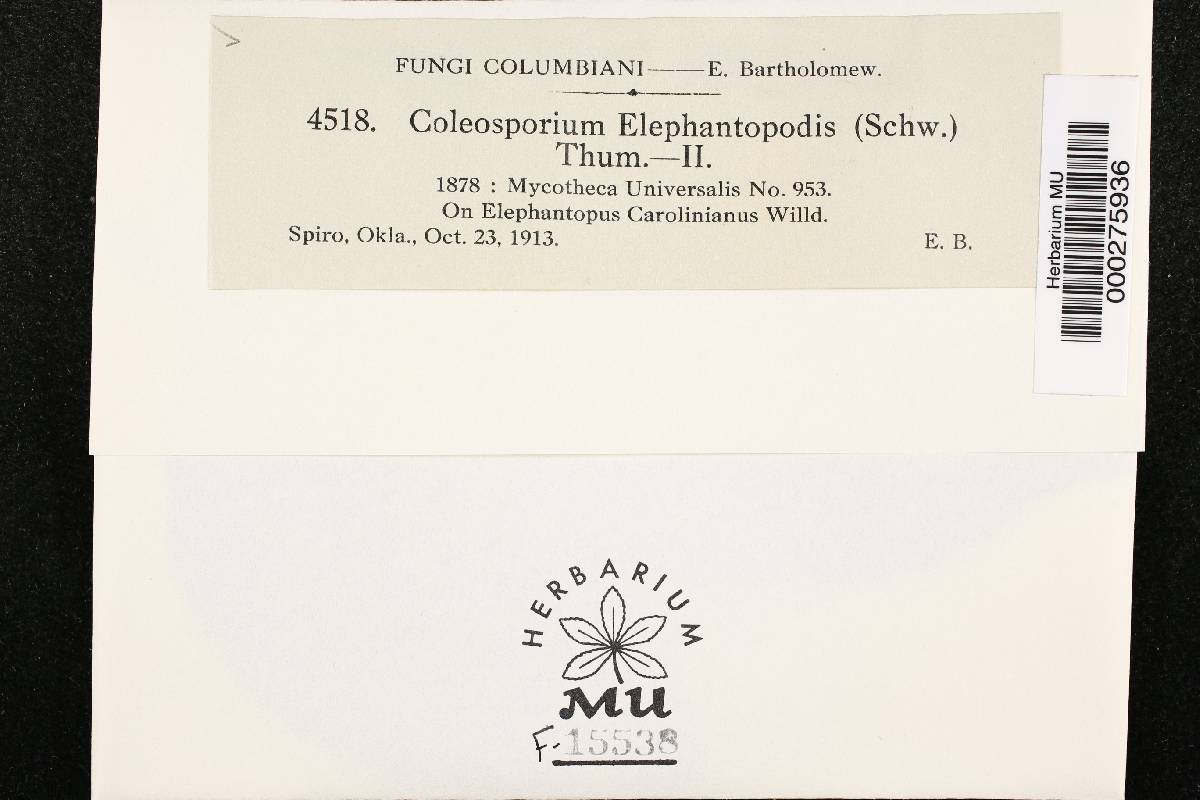 FUNGI COLUMBIANI——E. Bartholomew.
4518. Coleosporium Elephantopodis (Schw.)
Thum.—II.
1878 : Mycotheca Universalis No. 953.
On Elephantopus Carolinianus Willd.
Spiro, Okla., Oct. 23, 1913. E. B.
Herbarium MU
000275936
HERBARIUM
MU
F-15538